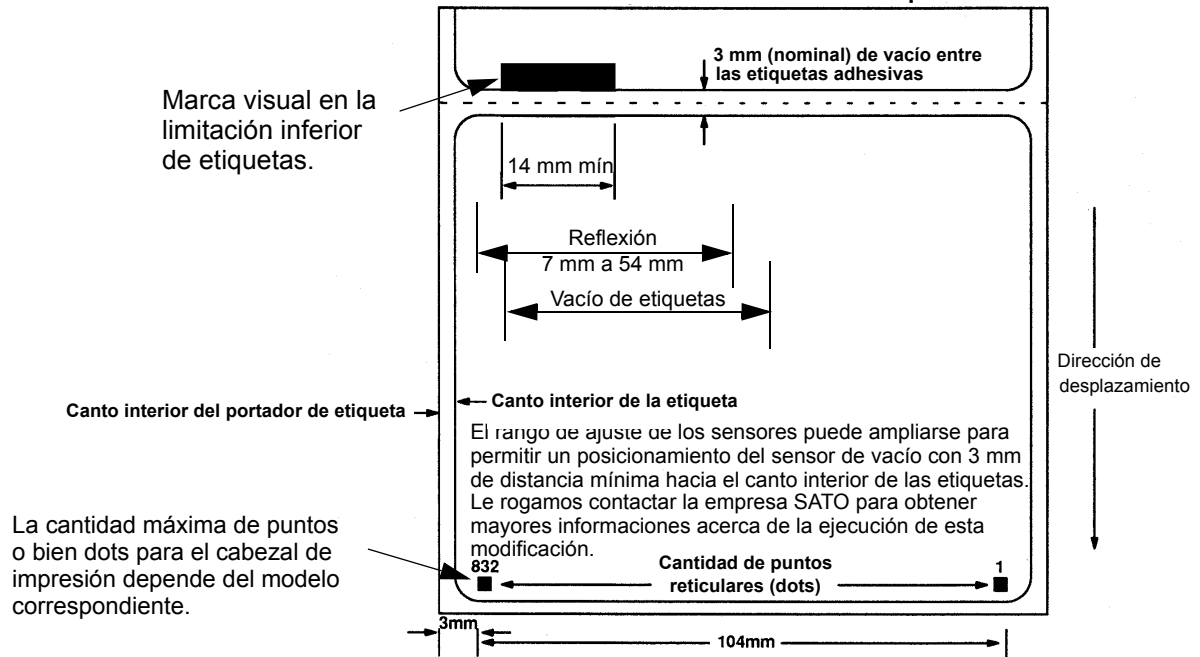 3 mm (nominal) de vacío entre
las etiquetas adhesivas
Marca visual en la
limitación inferior
de etiquetas.
14 mm mín
Reflexión
7 mm a 54 mm
Vacío de etiquetas
Dirección de
desplazamiento
Canto interior del portador de etiqueta
Canto interior de la etiqueta
El rango de ajuste de los sensores puede ampliarse para
permitir un posicionamiento del sensor de vacío con 3 mm
de distancia mínima hacia el canto interior de las etiquetas.
Le rogamos contactar la empresa SATO para obtener
mayores informaciones acerca de la ejecución de esta
modificación.
La cantidad máxima de puntos
o bien dots para el cabezal de
impresión depende del modelo
correspondiente.
832
Cantidad de puntos
reticulares (dots)
1
3mm
104mm